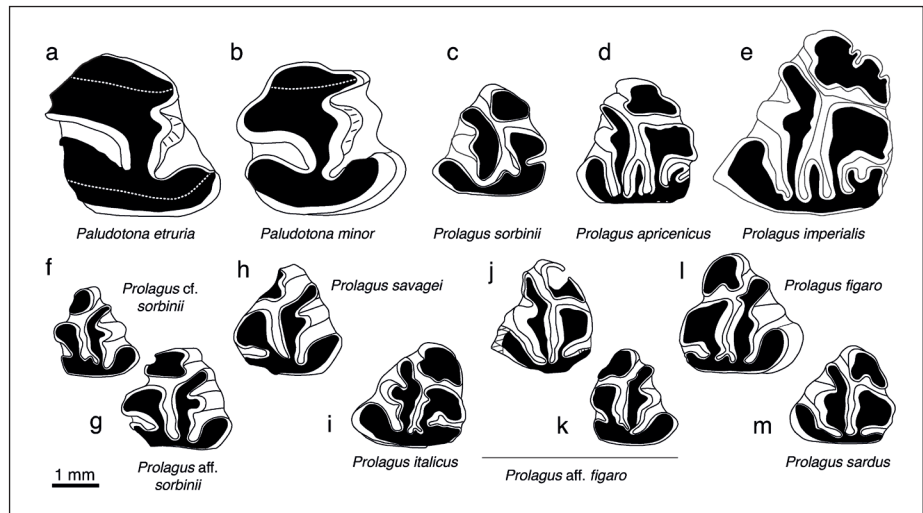 a
b
c
d
e
Paludotona etruria
Paludotona minor
Prolagus sorbinii
Prolagus apricenicus
Prolagus imperialis
f
Prolagus cf.
sorbinii
h
Prolagus savagei
j
l
Prolagus figaro
g
Prolagus aff.
sorbinii
i
Prolagus italicus
k
Prolagus aff. figaro
m
Prolagus sardus
1 mm